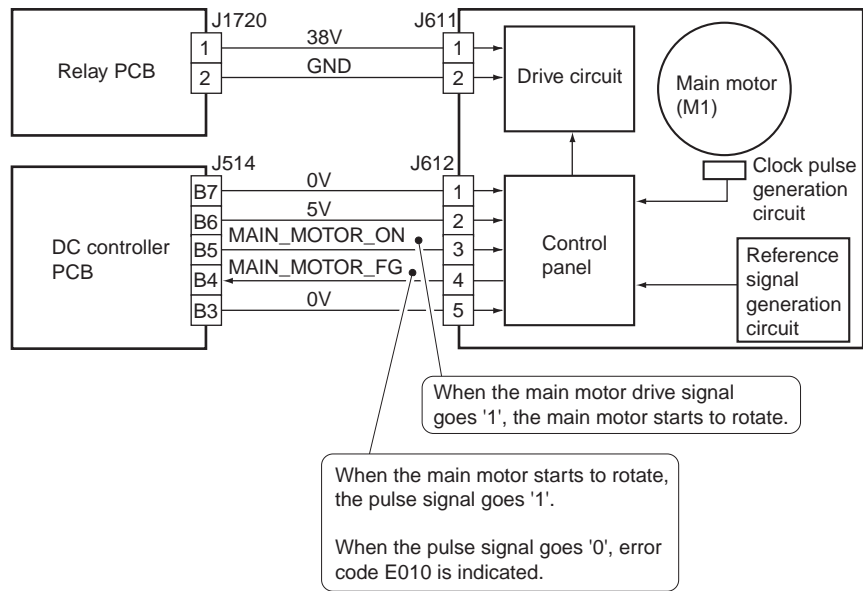 J1720
J611
Relay PCB
1
38V
1
2
GND
2
Drive circuit
Main motor
(M1)
Clock pulse
generation
circuit
J514
J612
DC controller
PCB
B7
0V
1
B6
5V
2
B5
MAIN_MOTOR_ON
3
B4
MAIN_MOTOR_FG
4
B3
0V
5
Control
panel
Reference
signal
generation
circuit
When the main motor drive signal
goes '1', the main motor starts to rotate.
When the main motor starts to rotate,
the pulse signal goes '1'.
When the pulse signal goes '0', error
code E010 is indicated.